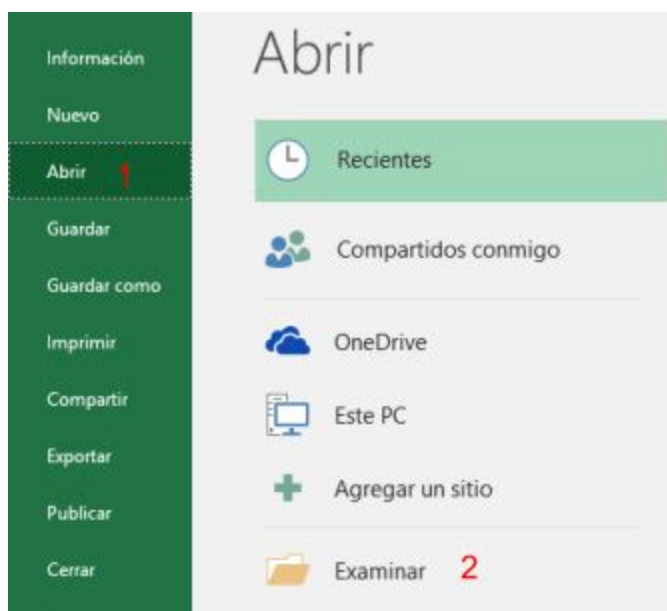 Información
Nuevo
Abrir 1
Guardar
Guardar como
Imprimir
Compartir
Exportar
Publicar
Cerrar
Abrir
Recientes
Compartidos conmigo
OneDrive
Este PC
Agregar un sitio
Examinar 2